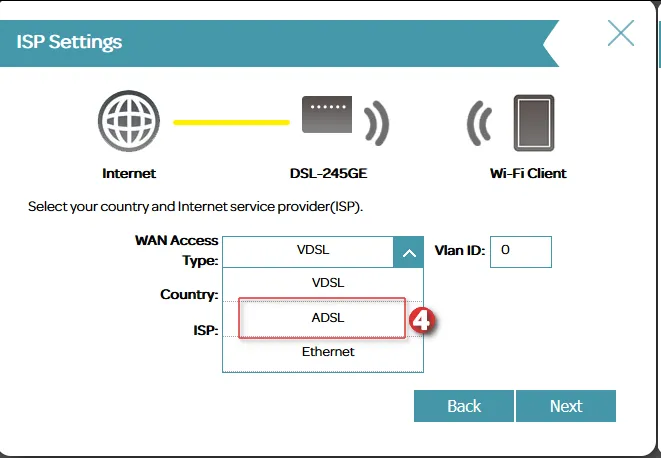 ISP Settings
Internet
DSL-245GE
Wi-Fi Client
Select your country and Internet service provider(ISP).
WAN Access
Type:
VDSL
Vlan ID:
0
VDSL
Country:
ADSL
4
ISP:
Ethernet
Back
Next